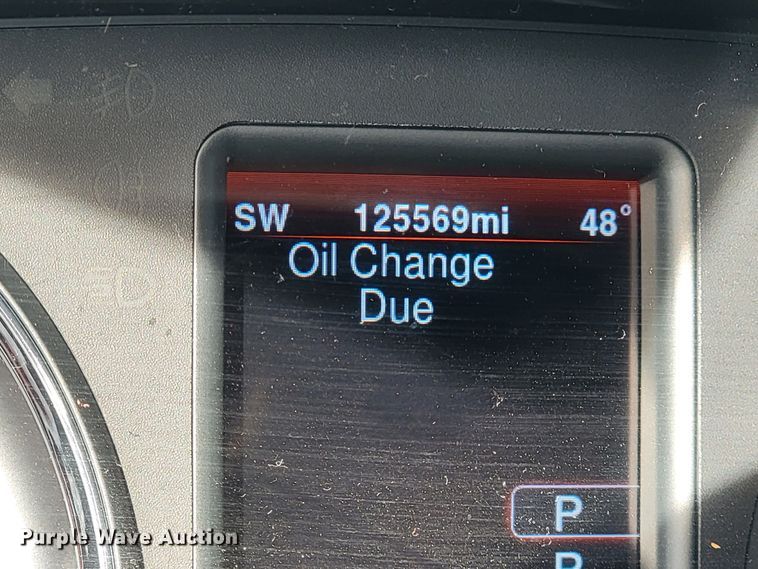 SW 125569mi 48°
Oil Change
Due
P
R
Purple Wave Auction